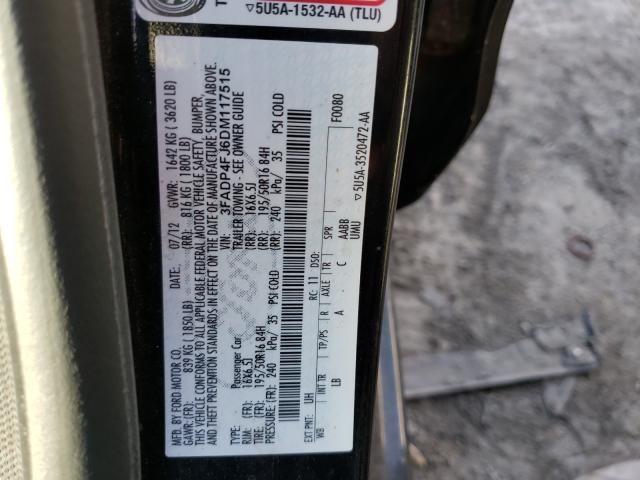 ▽5U5A-1532-AA (TLU)
MFD. BY FORD MOTOR CO. 07/12 GVWR: 1642 KG ( 3620 LB)
GAWR: (FR): 839 KG (1850 LB) (RR): 816 KG ( 1800 LB)
THIS VEHICLE CONFORMS TO ALL APPLICABLE FEDERAL MOTOR VEHICLE SAFETY, BUMPER,
AND THEFT PREVENTION STANDARDS IN EFFECT ON THE DATE OF MANUFACTURE SHOWN ABOVE.
VIN: 3FADP4FJ6DM117515
TYPE: Passenger Car TRAILER TOWING - SEE OWNER GUIDE
RIM: (FR): 16X6.5J (RR): 16X6.5J
TIRE: (FR): 195/50R16 84H (RR): 195/50R16 84H
PRESSURE: (FR): 240 kPa/ 35 PSI COLD (RR): 240 kPa/ 35 PSI COLD
F0080
EXT PNT: UH RC: 11 DSO:
WB INT TR TP/PS R AXLE TR SPR
LB A C AABB
UMU
▽5U5A-3520472-AA